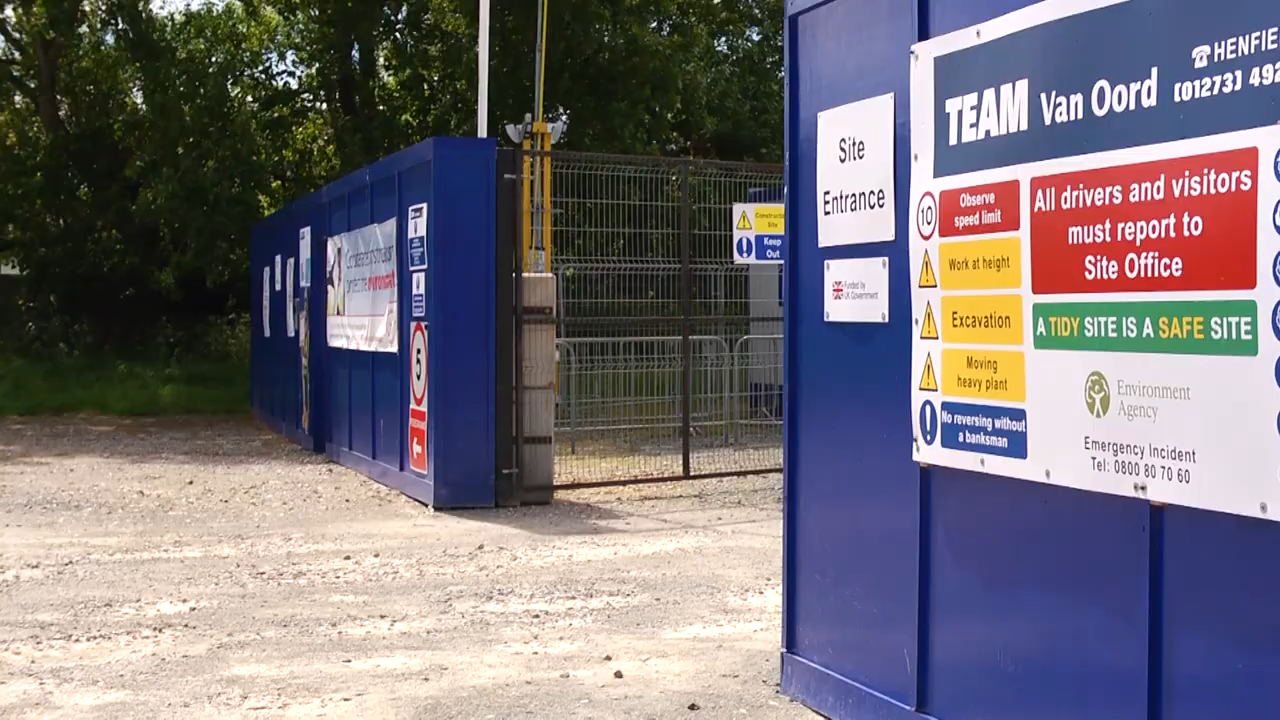 Construction
Site
Keep
Out
5
Site
Entrance
Funded by
UK Government
TEAM Van Oord
HENFIE
(01273) 492
10
Observe
speed limit
Work at height
Excavation
Moving
heavy plant
No reversing without
a banksman
All drivers and visitors
must report to
Site Office
A TIDY SITE IS A SAFE SITE
Environment
Agency
Emergency Incident
Tel: 0800 80 70 60